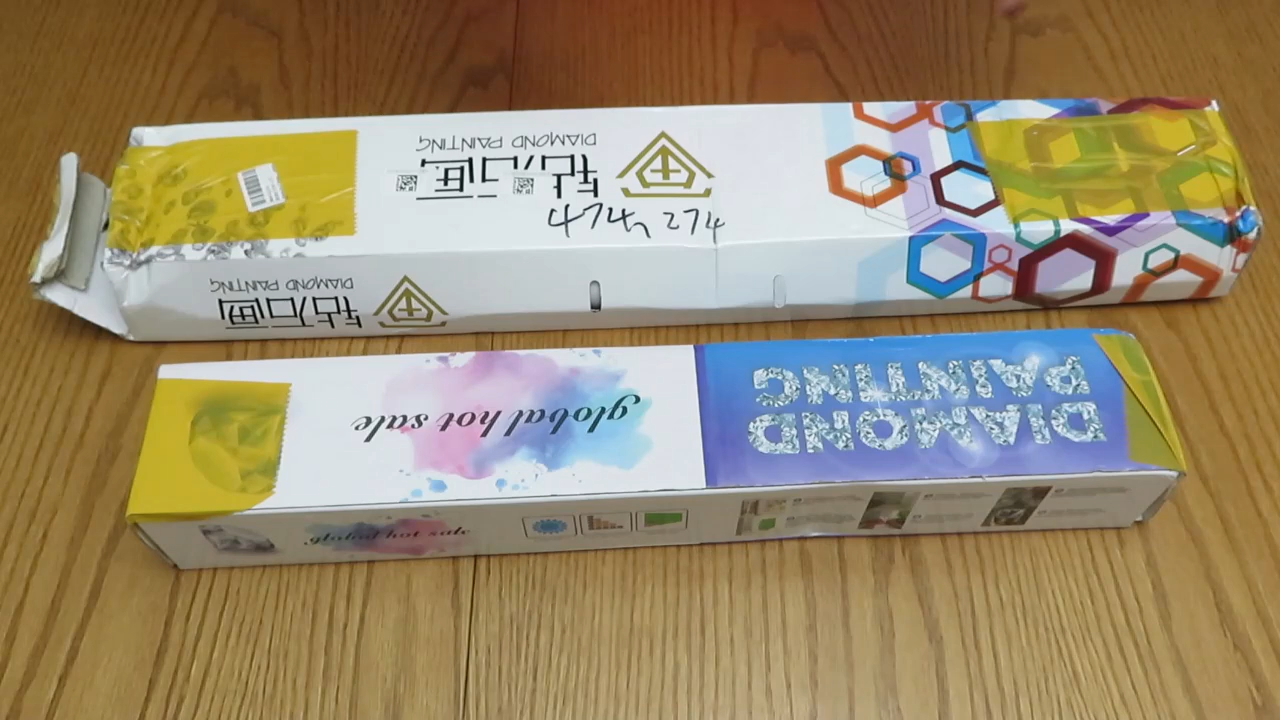 钻石画
DIAMOND PAINTING
474, 274
钻石画
DIAMOND PAINTING
DIAMOND
PAINTING
global hot sale
global hot sale